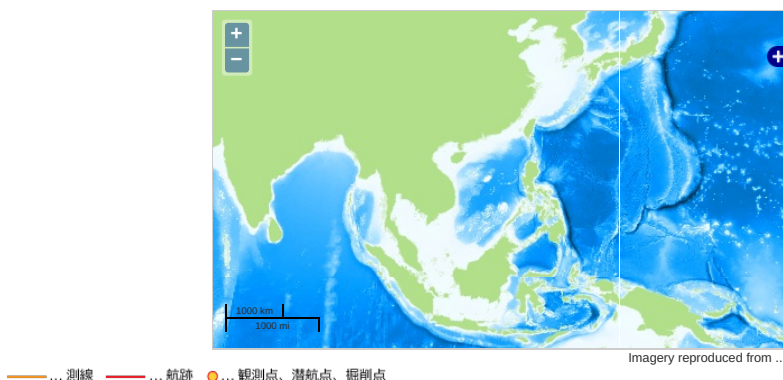 +
−
+
1000 km
1000 mi
Imagery reproduced from ...
... 測線 ... 航跡 ... 観測点、潜航点、掘削点